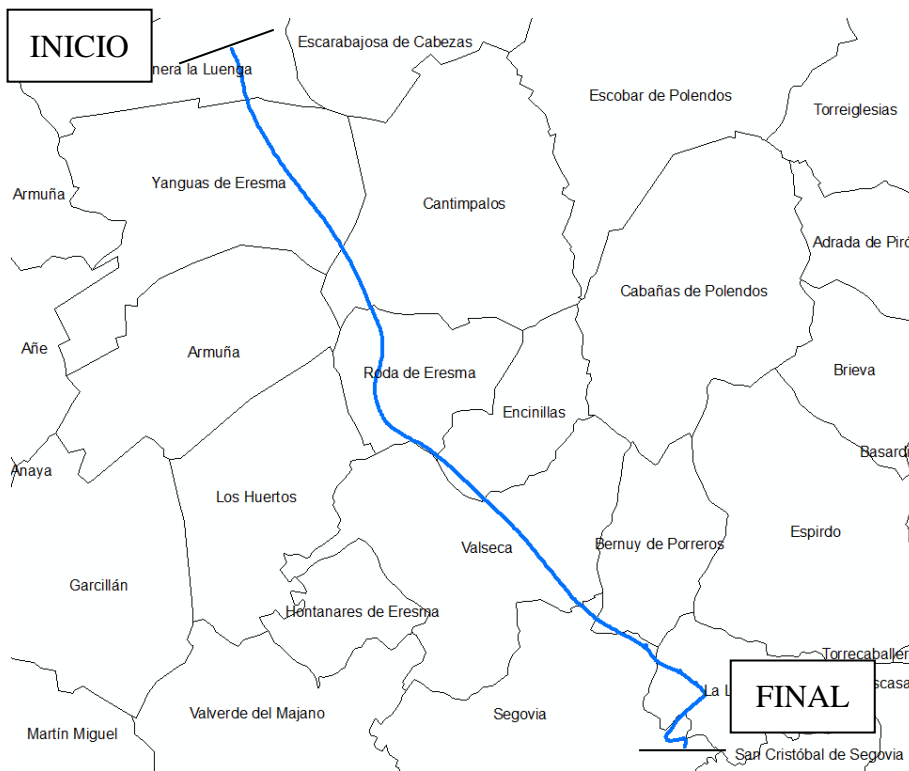 INICIO
Escarabajosa de Cabezas
nera la Luenga
Escobar de Polendos
Torreiglesias
Armuña
Yanguas de Eresma
Cantimpalos
Adrada de Piró
Cabañas de Polendos
Añe
Armuña
Roda de Eresma
Brieva
Encinillas
Basardi
Anaya
Los Huertos
Espirdo
Valseca
Bernuy de Porreros
Garcillán
Hontanares de Eresma
Torrecaballer
La L
FINAL
scasa
Valverde del Majano
Segovia
Martín Miguel
San Cristóbal de Segovia